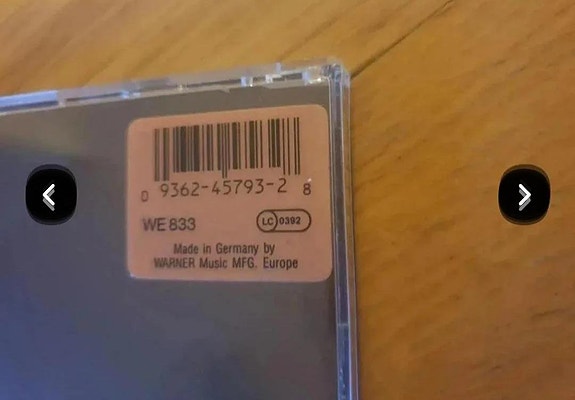 0 9362-45793-2 8
WE 833 LC 0392
Made in Germany by
WARNER Music MFG. Europe